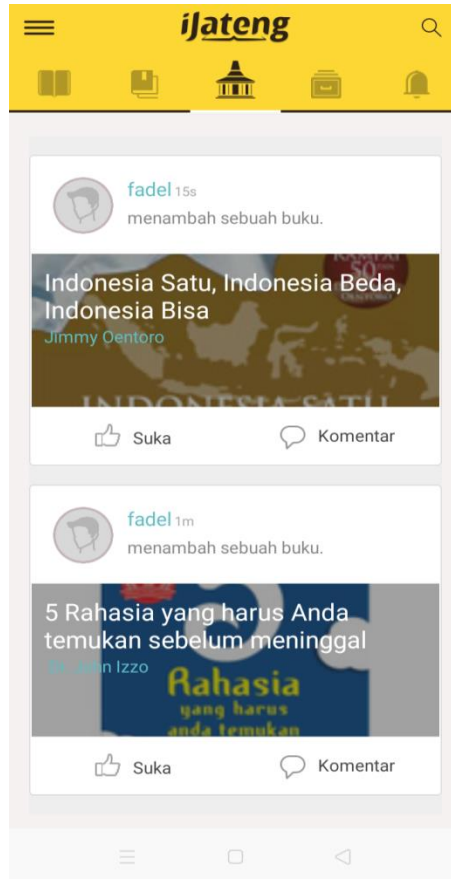 iJateng
fadel 15s
menambah sebuah buku.
Indonesia Satu, Indonesia Beda,
Indonesia Bisa
Jimmy Oentoro
INDONESIA SATU
Suka Komentar
fadel 1m
menambah sebuah buku.
5 Rahasia yang harus Anda
temukan sebelum meninggal
Izzo
5
Rahasia
yang harus
anda temukan
Suka Komentar